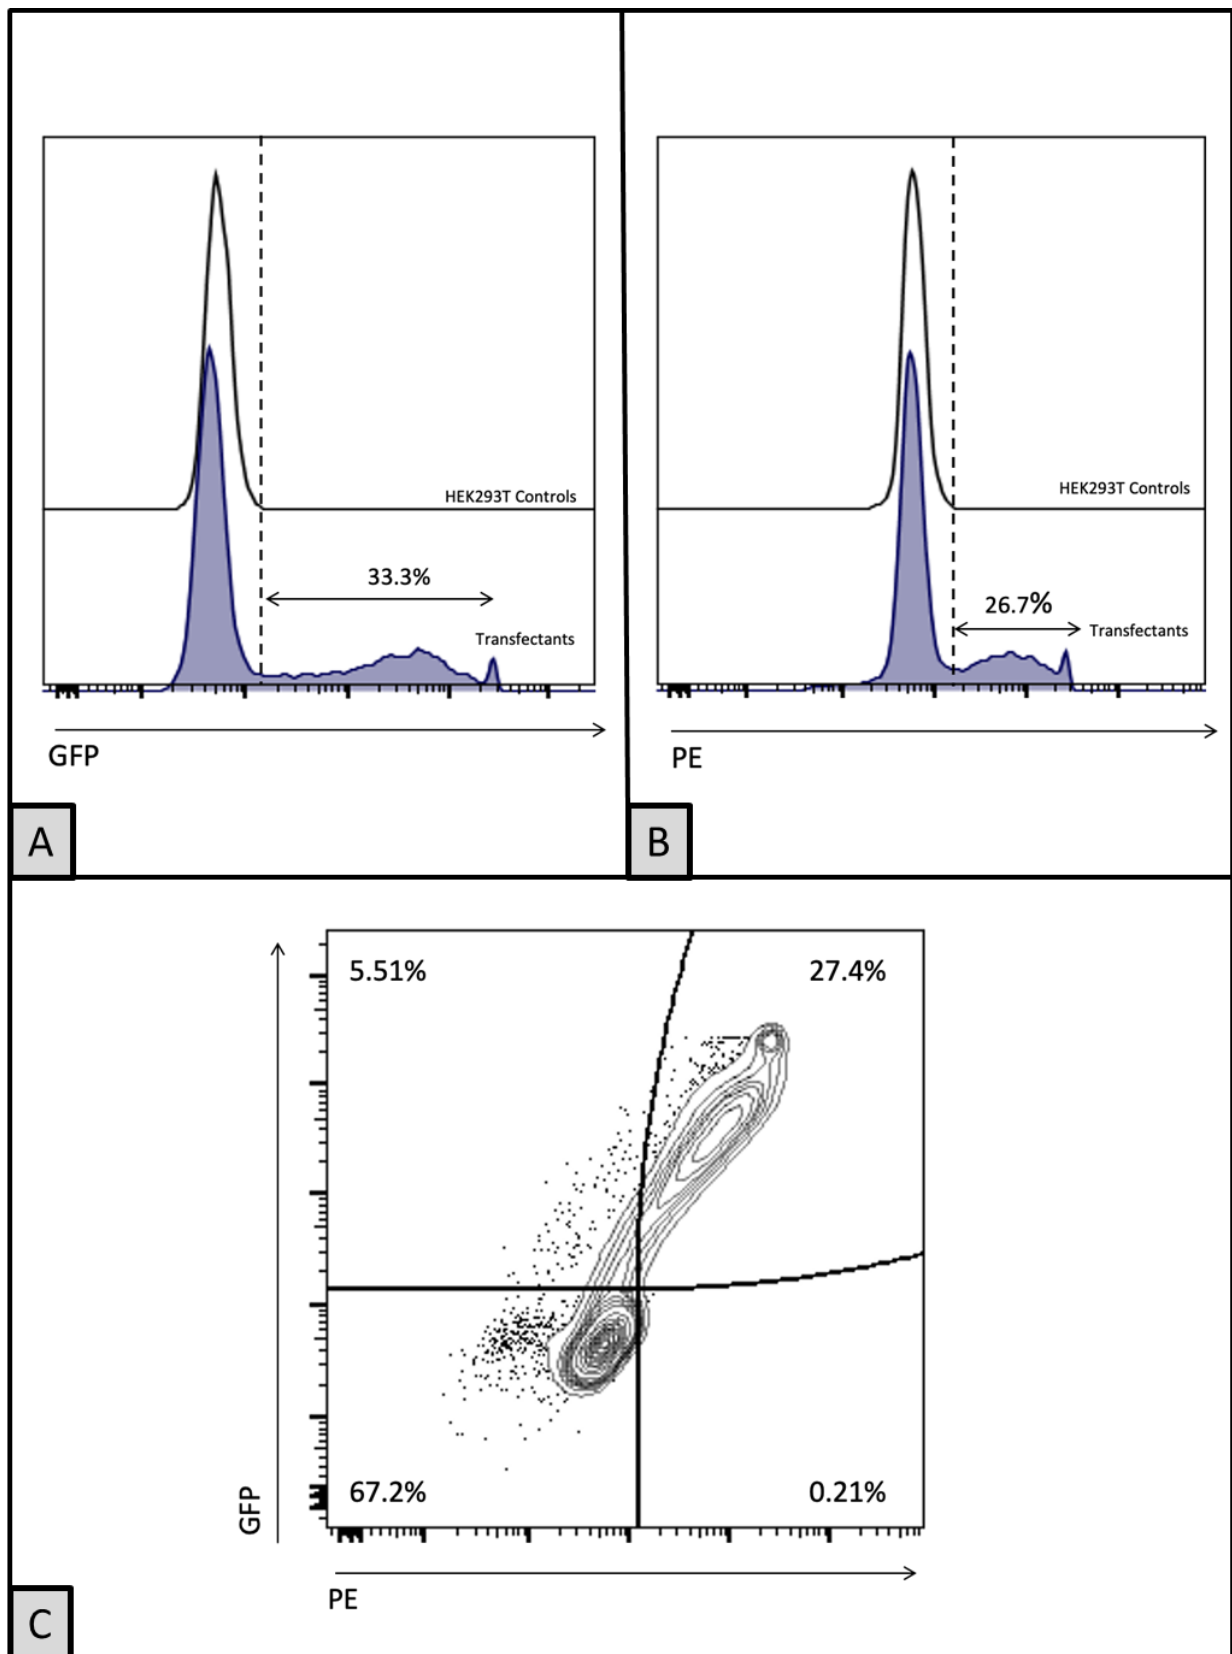 HEK293T Controls
33.3%
Transfectants
GFP
A
HEK293T Controls
26.7%
Transfectants
PE
B
5.51%
27.4%
67.2%
0.21%
GFP
PE
C